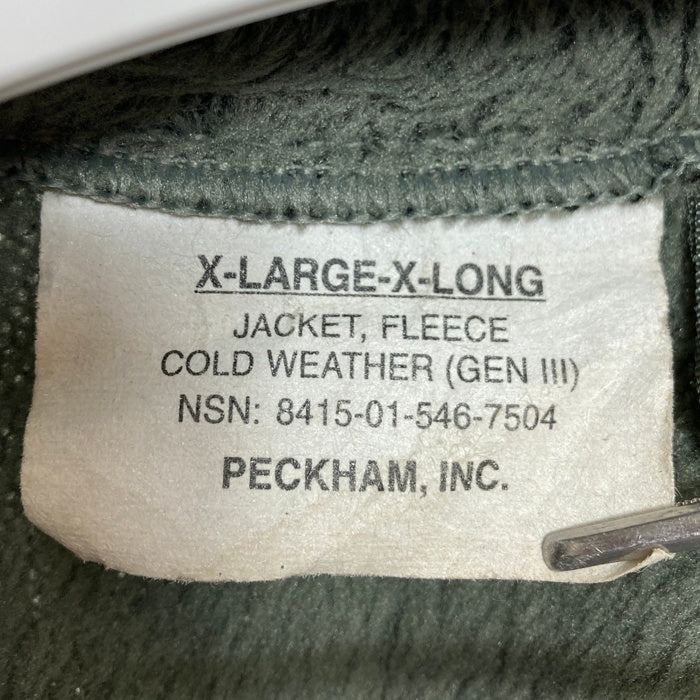 X-LARGE-X-LONG
JACKET, FLEECE
COLD WEATHER (GEN III)
NSN: 8415-01-546-7504
PECKHAM, INC.